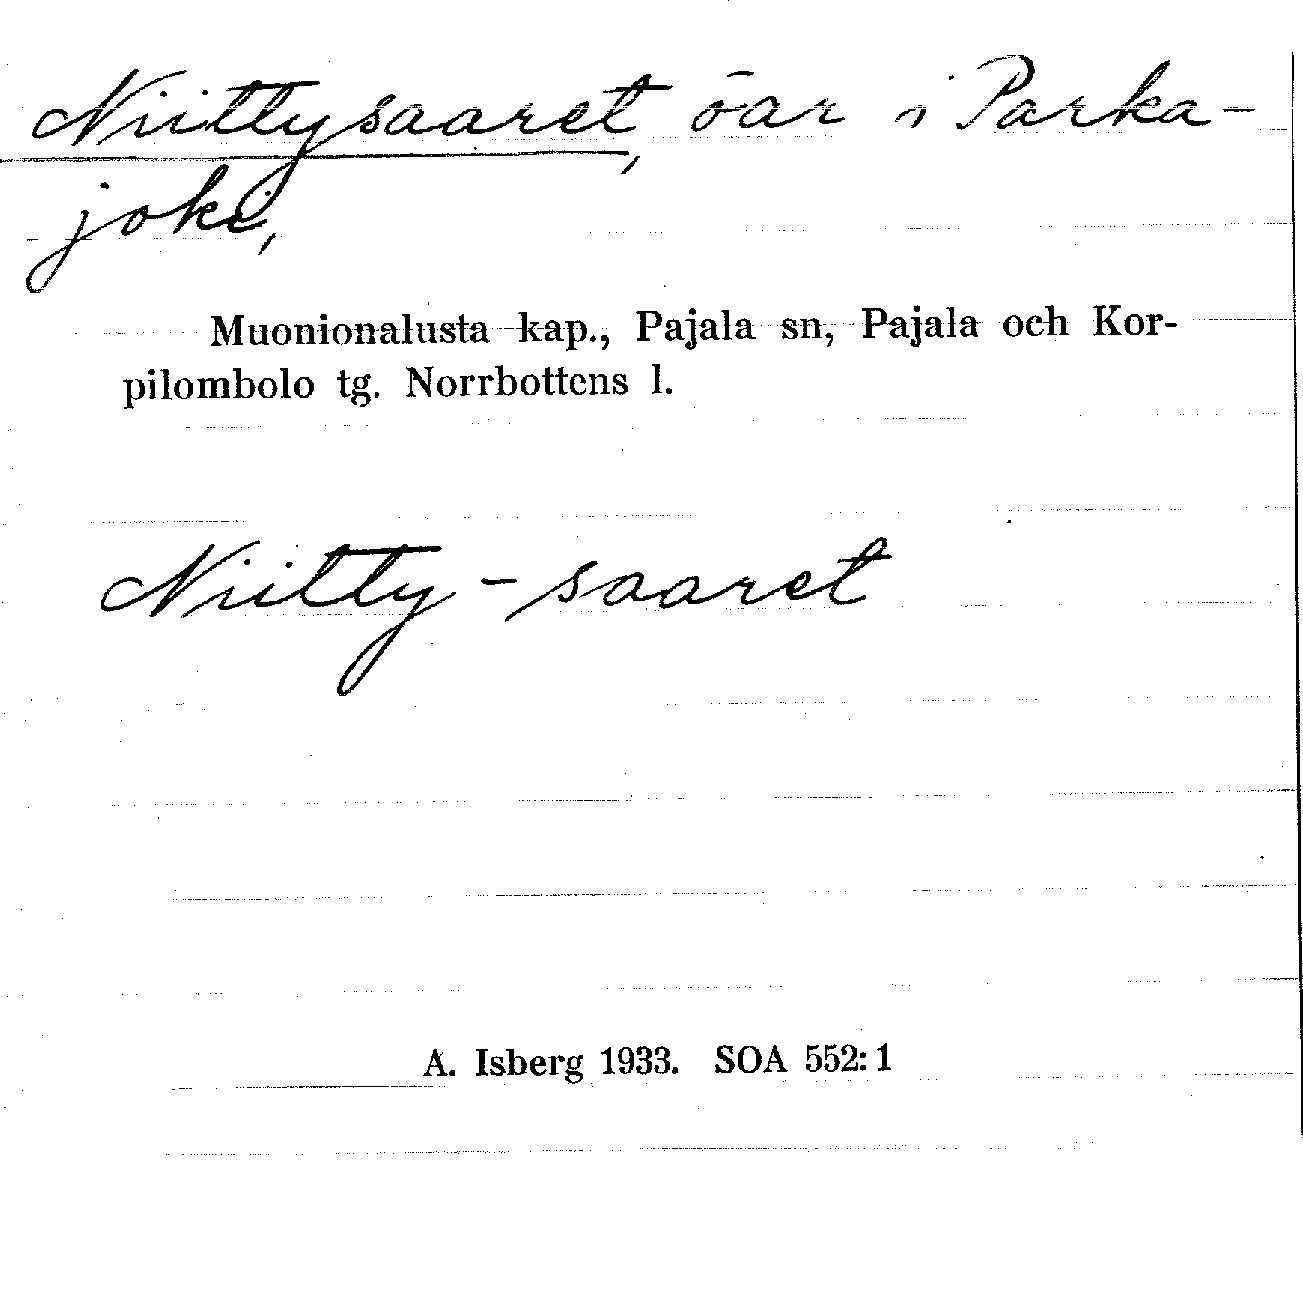 Niittysaaret, öar i Parka-
joki,
Muonionalusta kap., Pajala sn, Pajala och Kor-
pilombolo tg. Norrbottens l.
Niitty-saaret
A. Isberg 1933. SOA 552:1